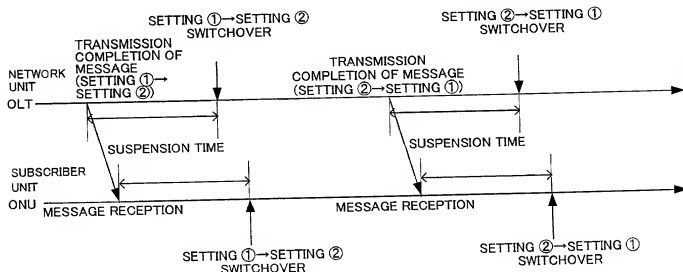 SETTING ①→SETTING ②
SWITCHOVER
SETTING ②→SETTING ①
SWITCHOVER
TRANSMISSION
COMPLETION OF
MESSAGE
(SETTING ①→
SETTING ②)
TRANSMISSION
COMPLETION OF MESSAGE
(SETTING ②→SETTING ①)
NETWORK
UNIT
OLT
SUSPENSION TIME
SUSPENSION TIME
SUBSCRIBER
UNIT
ONU
MESSAGE RECEPTION
MESSAGE RECEPTION
SETTING ①→SETTING ②
SWITCHOVER
SETTING ②→SETTING ①
SWITCHOVER